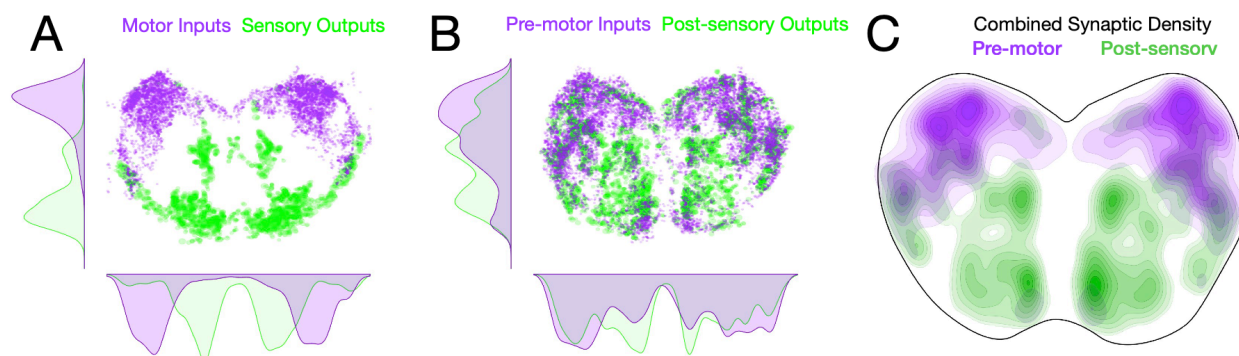 A
Motor Inputs Sensory Outputs
B
Pre-motor Inputs Post-sensory Outputs
C
Combined Synaptic Density
Pre-motor Post-sensory